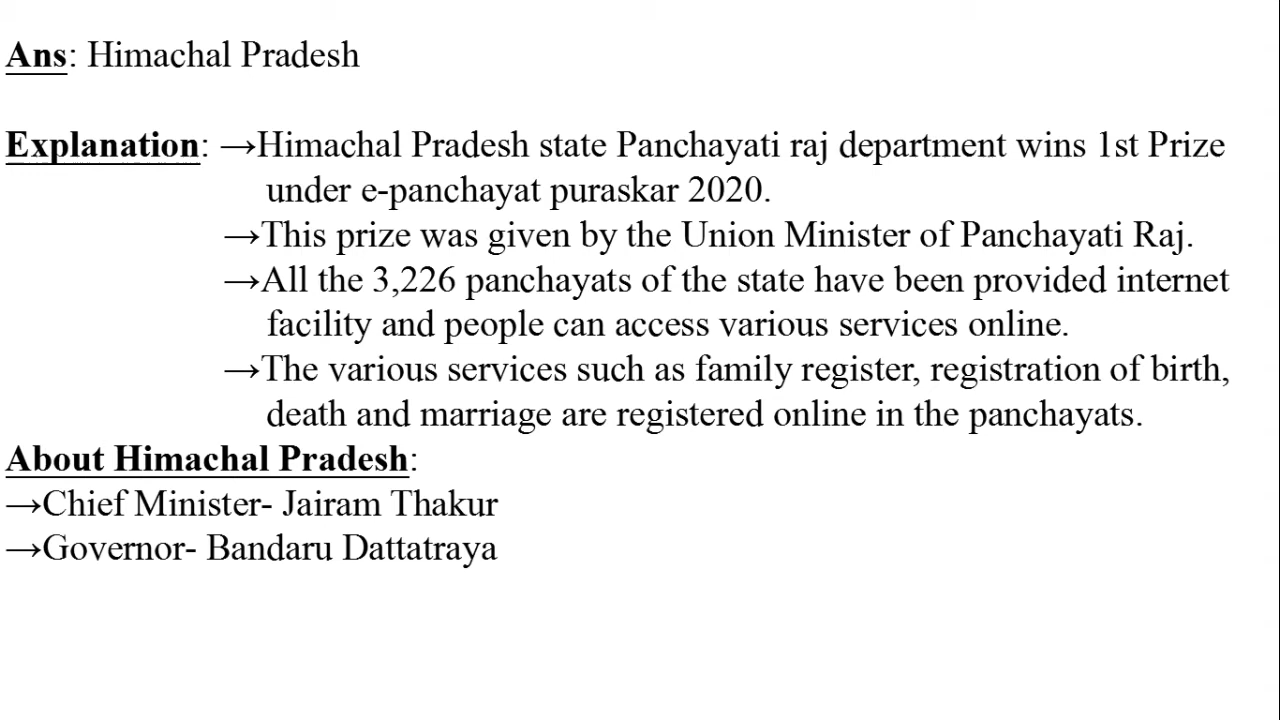 Ans: Himachal Pradesh
Explanation: →Himachal Pradesh state Panchayati raj department wins 1st Prize
under e-panchayat puraskar 2020.
→This prize was given by the Union Minister of Panchayati Raj.
→All the 3,226 panchayats of the state have been provided internet
facility and people can access various services online.
→The various services such as family register, registration of birth,
death and marriage are registered online in the panchayats.
About Himachal Pradesh:
→Chief Minister- Jairam Thakur
→Governor- Bandaru Dattatraya